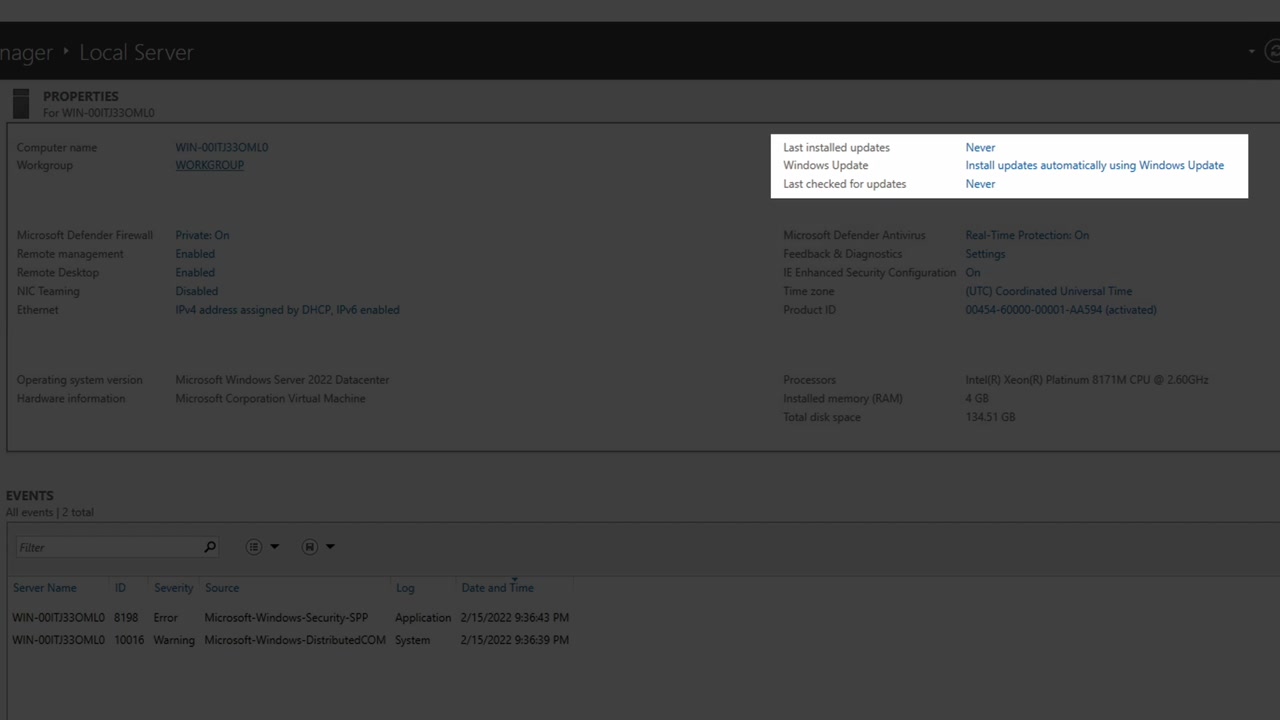 nager ‣ Local Server
PROPERTIES
For WIN-00ITJ33OML0
Computer name WIN-00ITJ33OML0
Workgroup WORKGROUP
Last installed updates Never
Windows Update Install updates automatically using Windows Update
Last checked for updates Never
Microsoft Defender Firewall Private: On
Remote management Enabled
Remote Desktop Enabled
NIC Teaming Disabled
Ethernet IPv4 address assigned by DHCP, IPv6 enabled
Microsoft Defender Antivirus Real-Time Protection: On
Feedback & Diagnostics Settings
IE Enhanced Security Configuration On
Time zone (UTC) Coordinated Universal Time
Product ID 00454-60000-00001-AA594 (activated)
Operating system version Microsoft Windows Server 2022 Datacenter
Hardware information Microsoft Corporation Virtual Machine
Processors Intel(R) Xeon(R) Platinum 8171M CPU @ 2.60GHz
Installed memory (RAM) 4 GB
Total disk space 134.51 GB
EVENTS
All events | 2 total
Filter
Server Name ID Severity Source Log Date and Time
WIN-00ITJ33OML0 8198 Error Microsoft-Windows-Security-SPP Application 2/15/2022 9:36:43 PM
WIN-00ITJ33OML0 10016 Warning Microsoft-Windows-DistributedCOM System 2/15/2022 9:36:39 PM